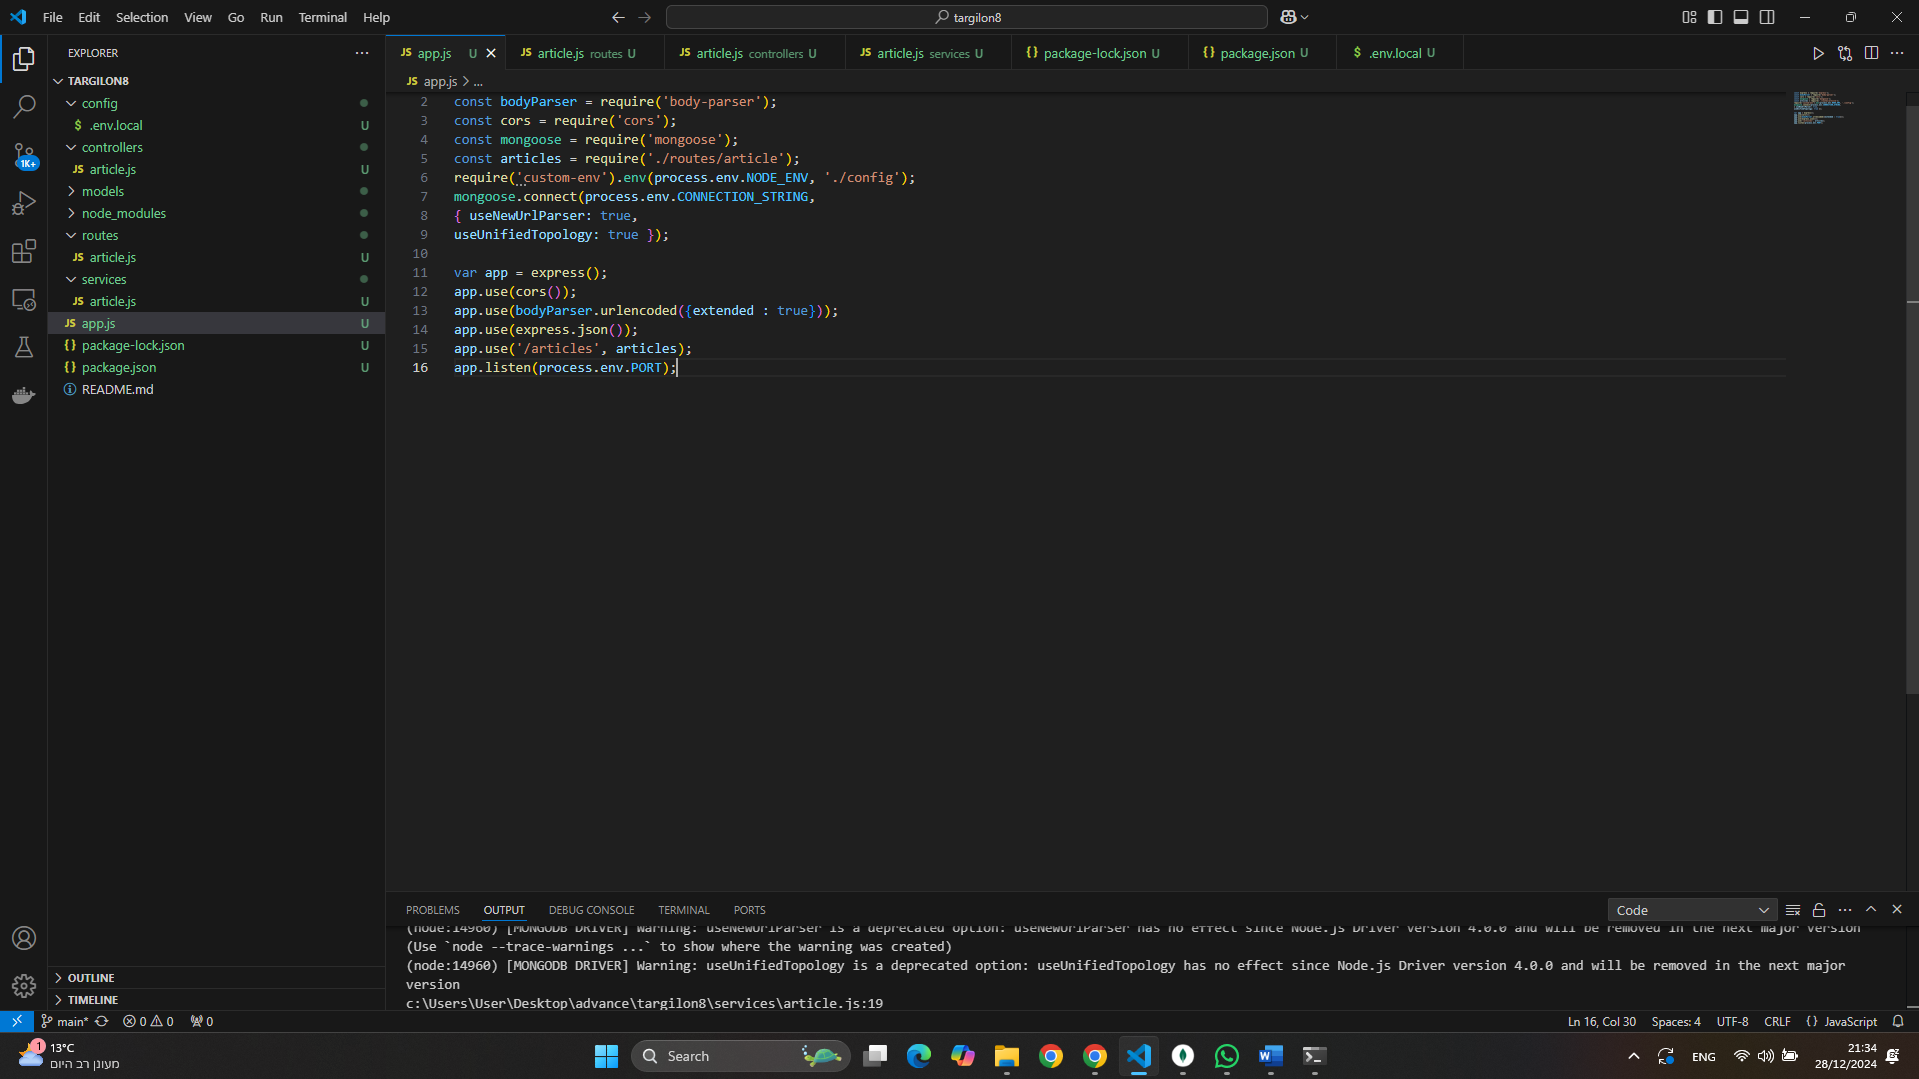 File Edit Selection View Go Run Terminal Help
targilon8
EXPLORER
TARGILON8
config
$ .env.local U
controllers
JS article.js U
models
node_modules
routes
JS article.js U
services
JS article.js U
JS app.js U
{} package-lock.json U
{} package.json U
README.md
OUTLINE
TIMELINE
1K+
JS app.js U
JS article.js routes U
JS article.js controllers U
JS article.js services U
{} package-lock.json U
{} package.json U
$ .env.local U
JS app.js > ...
2 const bodyParser = require('body-parser');
3 const cors = require('cors');
4 const mongoose = require('mongoose');
5 const articles = require('./routes/article');
6 require('custom-env').env(process.env.NODE_ENV, './config');
7 mongoose.connect(process.env.CONNECTION_STRING,
8 { useNewUrlParser: true,
9 useUnifiedTopology: true });
10
11 var app = express();
12 app.use(cors());
13 app.use(bodyParser.urlencoded({extended : true}));
14 app.use(express.json());
15 app.use('/articles', articles);
16 app.listen(process.env.PORT);
PROBLEMS OUTPUT DEBUG CONSOLE TERMINAL PORTS
Code
(node:14960) [MONGODB DRIVER] Warning: useNewUrlParser is a deprecated option: useNewUrlParser has no effect since Node.js Driver version 4.0.0 and will be removed in the next major version
(Use `node --trace-warnings ...` to show where the warning was created)
(node:14960) [MONGODB DRIVER] Warning: useUnifiedTopology is a deprecated option: useUnifiedTopology has no effect since Node.js Driver version 4.0.0 and will be removed in the next major
version
c:\Users\User\Desktop\advance\targilon8\services\article.js:19
main* 0 0 0
Ln 16, Col 30 Spaces: 4 UTF-8 CRLF {} JavaScript
1
13°C
מעונן רב היום
Search
ENG
21:34
28/12/2024